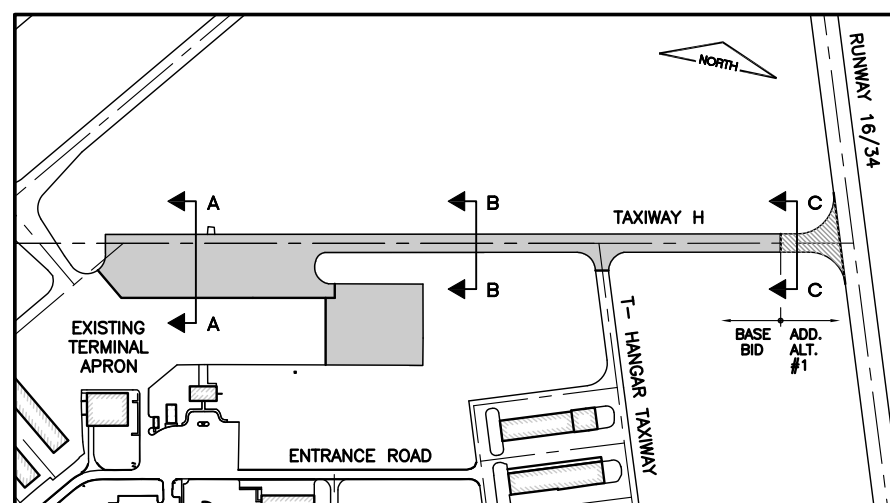 NORTH
RUNWAY 16/34
A
B
C
TAXIWAY H
A
B
C
EXISTING
TERMINAL
APRON
BASE
BID
ADD.
ALT.
#1
T- HANGAR TAXIWAY
ENTRANCE ROAD